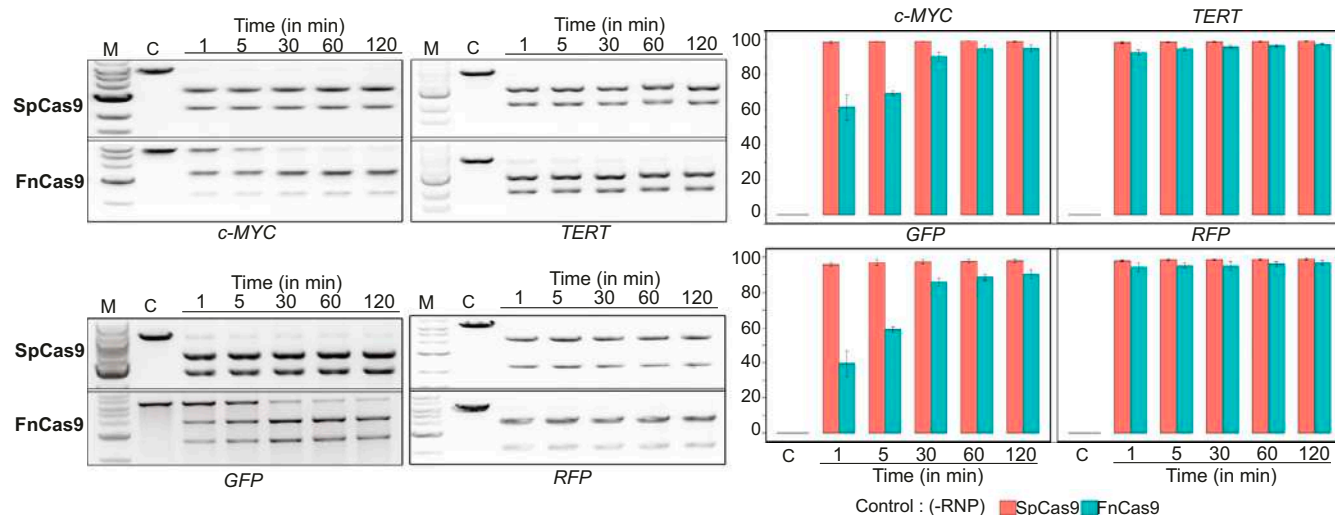 Time (in min)
M C 1 5 30 60 120
SpCas9
FnCas9
c-MYC
Time (in min)
M C 1 5 30 60 120
TERT
Time (in min)
M C 1 5 30 60 120
SpCas9
FnCas9
GFP
Time (in min)
M C 1 5 30 60 120
RFP
c-MYC TERT
100
80
60
40
20
0
GFP RFP
100
80
60
40
20
0
C 1 5 30 60 120 C 1 5 30 60 120
Time (in min) Time (in min)
Control : (-RNP) SpCas9 FnCas9